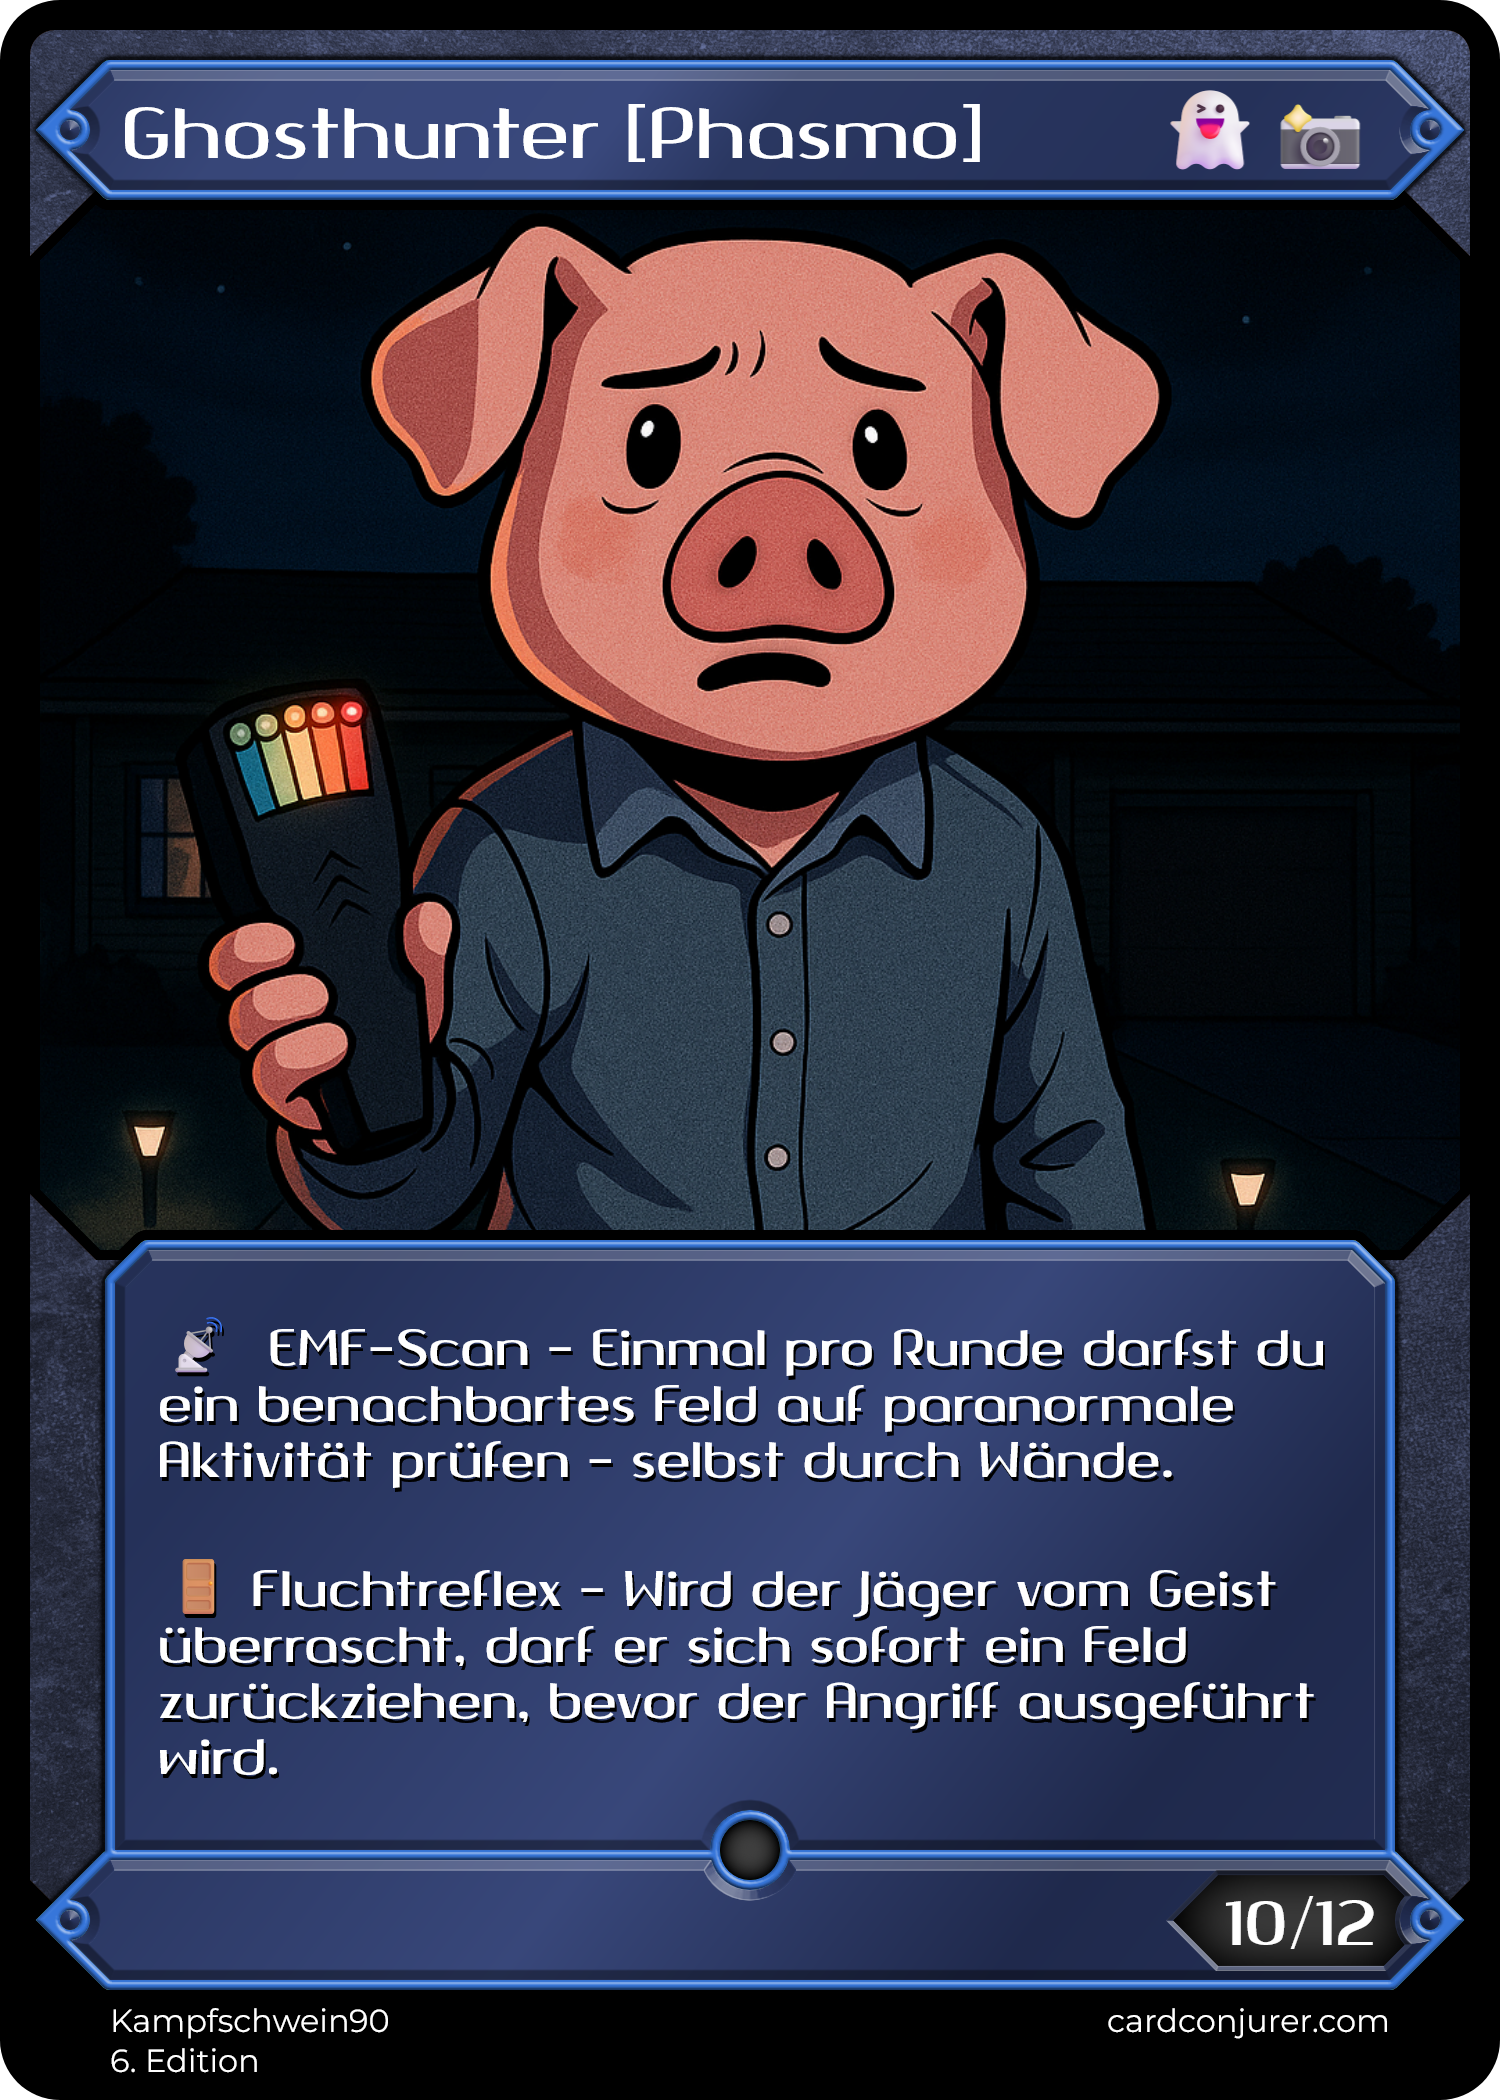 Ghosthunter [Phasmo]
EMF-Scan - Einmal pro Runde darfst du
ein benachbartes Feld auf paranormale
Aktivität prüfen - selbst durch Wände.
Fluchtreflex - Wird der Jäger vom Geist
überrascht, darf er sich sofort ein Feld
zurückziehen, bevor der Angriff ausgeführt
wird.
10/12
Kampfschwein90
cardconjurer.com
6. Edition